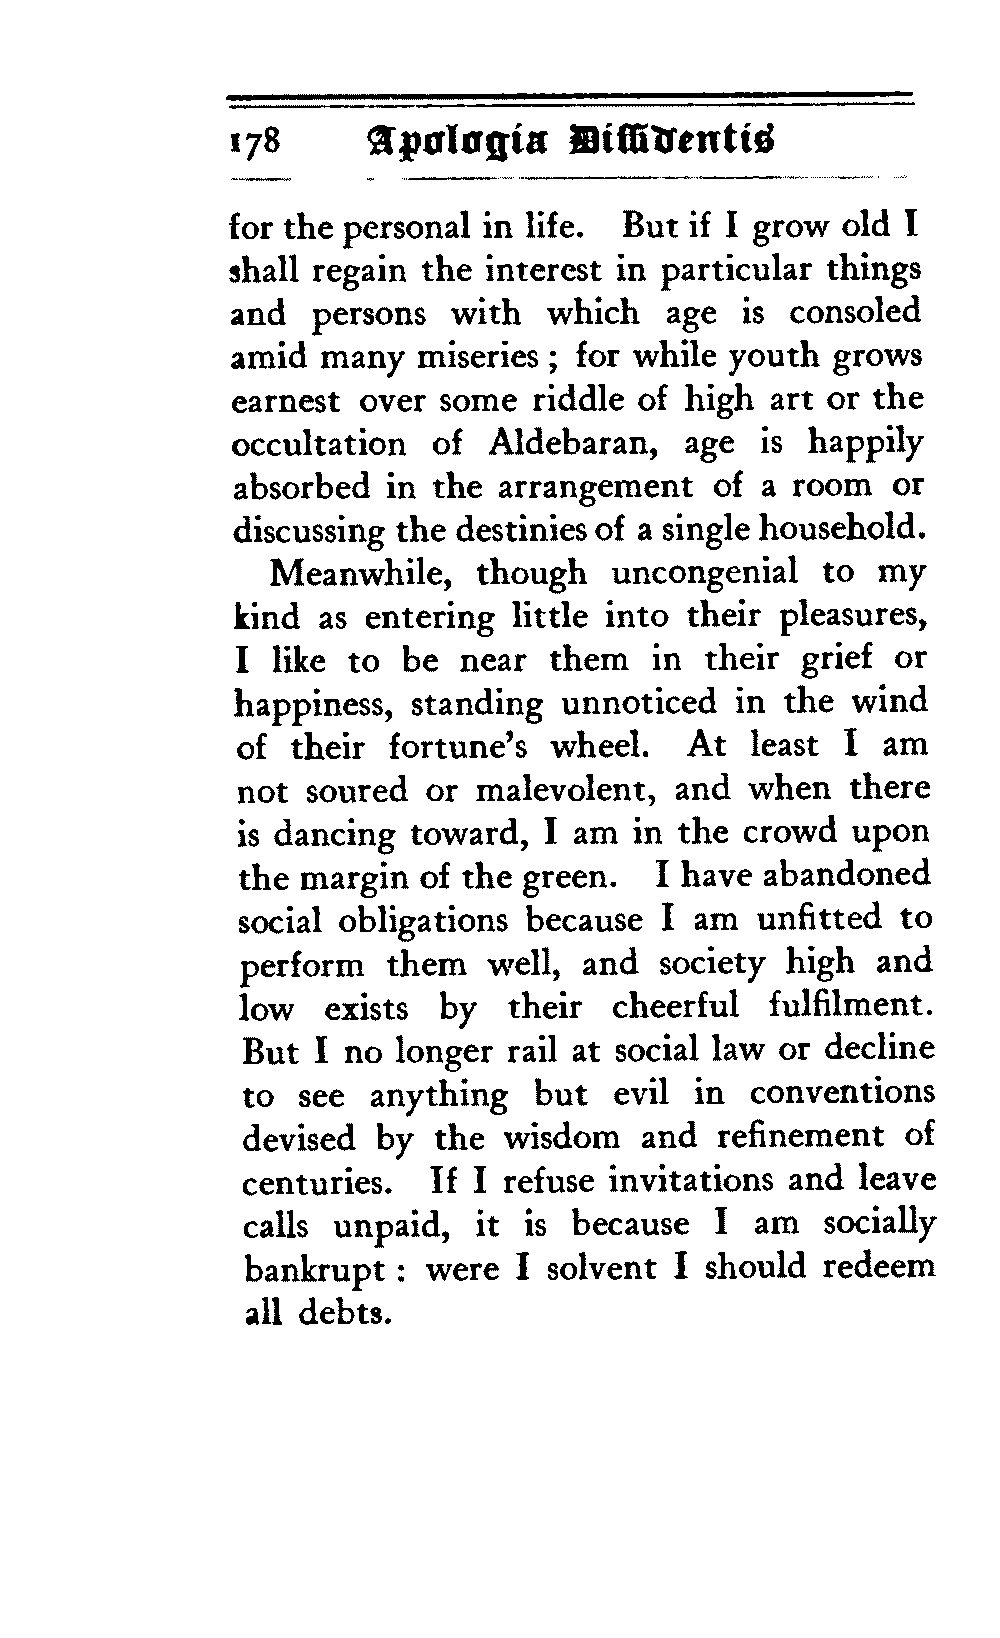 178 Apologia Diffidentis
for the personal in life. But if I grow old I
shall regain the interest in particular things
and persons with which age is consoled
amid many miseries ; for while youth grows
earnest over some riddle of high art or the
occultation of Aldebaran, age is happily
absorbed in the arrangement of a room or
discussing the destinies of a single household.
Meanwhile, though uncongenial to my
kind as entering little into their pleasures,
I like to be near them in their grief or
happiness, standing unnoticed in the wind
of their fortune's wheel. At least I am
not soured or malevolent, and when there
is dancing toward, I am in the crowd upon
the margin of the green. I have abandoned
social obligations because I am unfitted to
perform them well, and society high and
low exists by their cheerful fulfilment.
But I no longer rail at social law or decline
to see anything but evil in conventions
devised by the wisdom and refinement of
centuries. If I refuse invitations and leave
calls unpaid, it is because I am socially
bankrupt : were I solvent I should redeem
all debts.